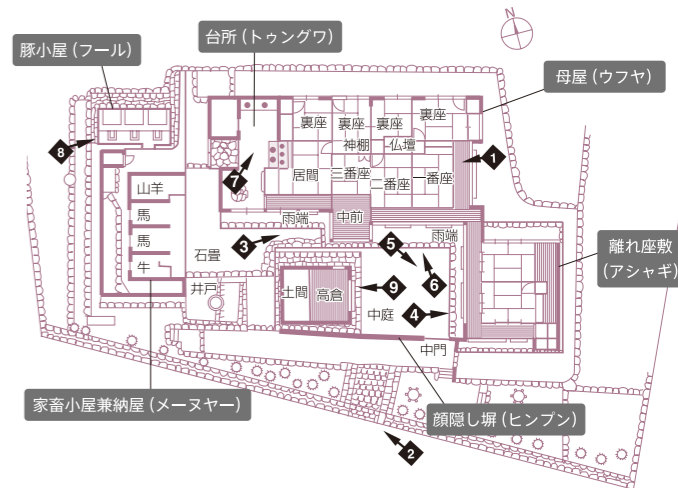 N
台所（トゥングワ）
豚小屋（フール）
母屋（ウフヤ）
裏座
裏座
裏座
裏座
神棚
仏壇
8
1
7
居間
三番座
二番座
一番座
山羊
馬
馬
牛
雨端
中前
雨端
3
5
6
石畳
離れ座敷
（アシャギ）
井戸
土間
高倉
9
4
中庭
中門
家畜小屋兼納屋（メーヌヤー）
顔隠し塀（ヒンプン）
2